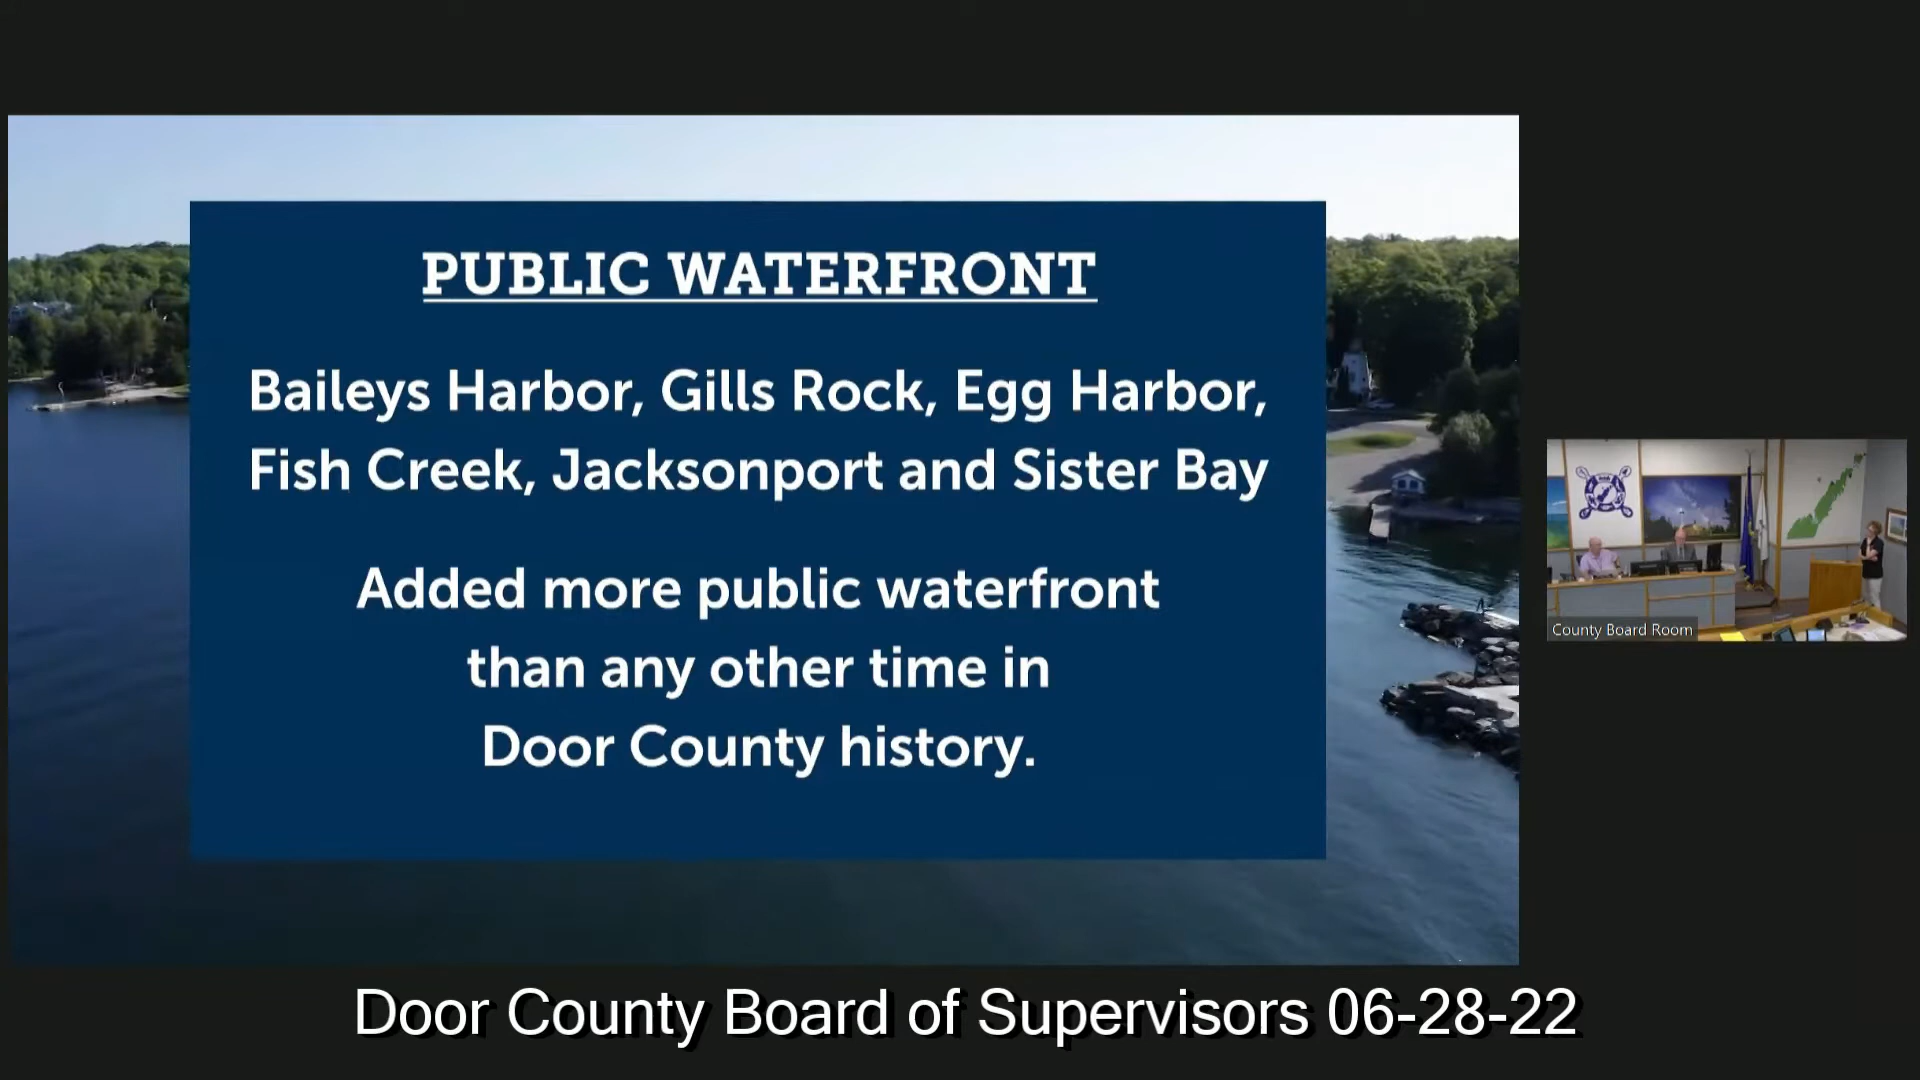 PUBLIC WATERFRONT
Baileys Harbor, Gills Rock, Egg Harbor,
Fish Creek, Jacksonport and Sister Bay
Added more public waterfront
than any other time in
Door County history.
County Board Room
Door County Board of Supervisors 06-28-22